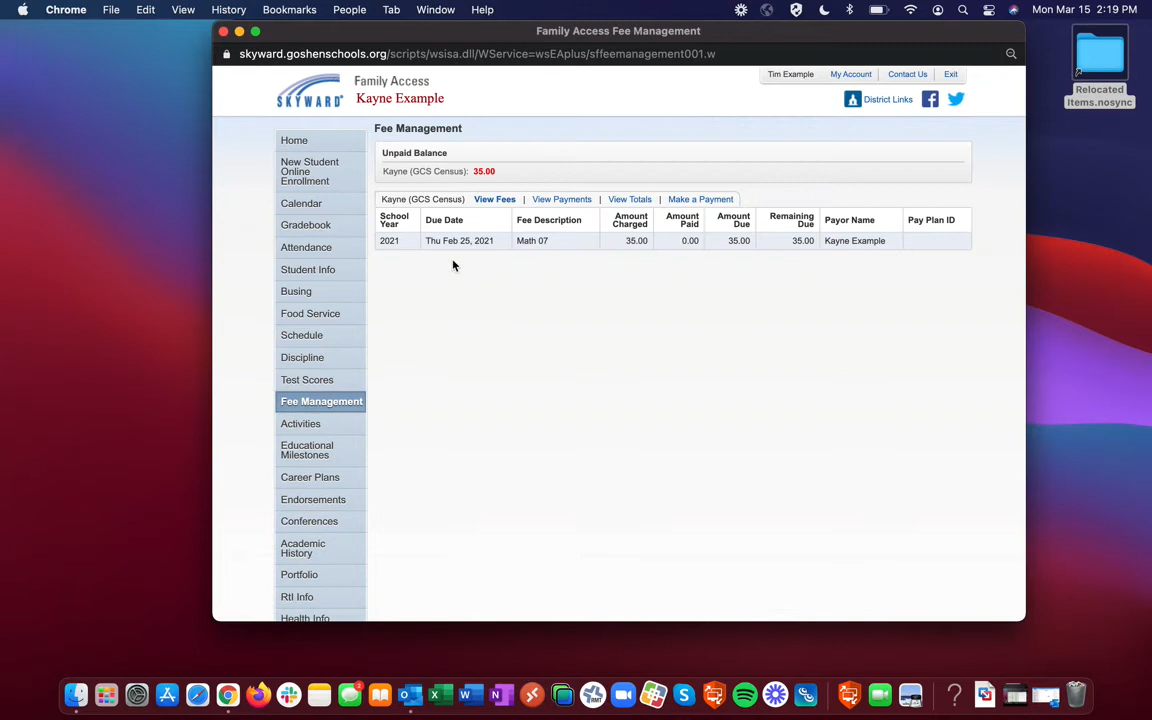 Chrome File Edit View History Bookmarks People Tab Window Help Mon Mar 15 2:19 PM
Family Access Fee Management
skyward.goshenschools.org/scripts/wsisa.dll/WService=wsEAplus/sffeemanagement001.w
Relocated
Items.nosync
SKYWARD
Family Access
Kayne Example
Tim Example My Account Contact Us Exit
District Links
Home
New Student
Online
Enrollment
Calendar
Gradebook
Attendance
Student Info
Busing
Food Service
Schedule
Discipline
Test Scores
Fee Management
Activities
Educational
Milestones
Career Plans
Endorsements
Conferences
Academic
History
Portfolio
RtI Info
Health Info
Fee Management
Unpaid Balance
Kayne (GCS Census): 35.00
Kayne (GCS Census) View Fees | View Payments | View Totals | Make a Payment
School Year Due Date Fee Description Amount Charged Amount Paid Amount Due Remaining Due Payor Name Pay Plan ID
2021 Thu Feb 25, 2021 Math 07 35.00 0.00 35.00 35.00 Kayne Example